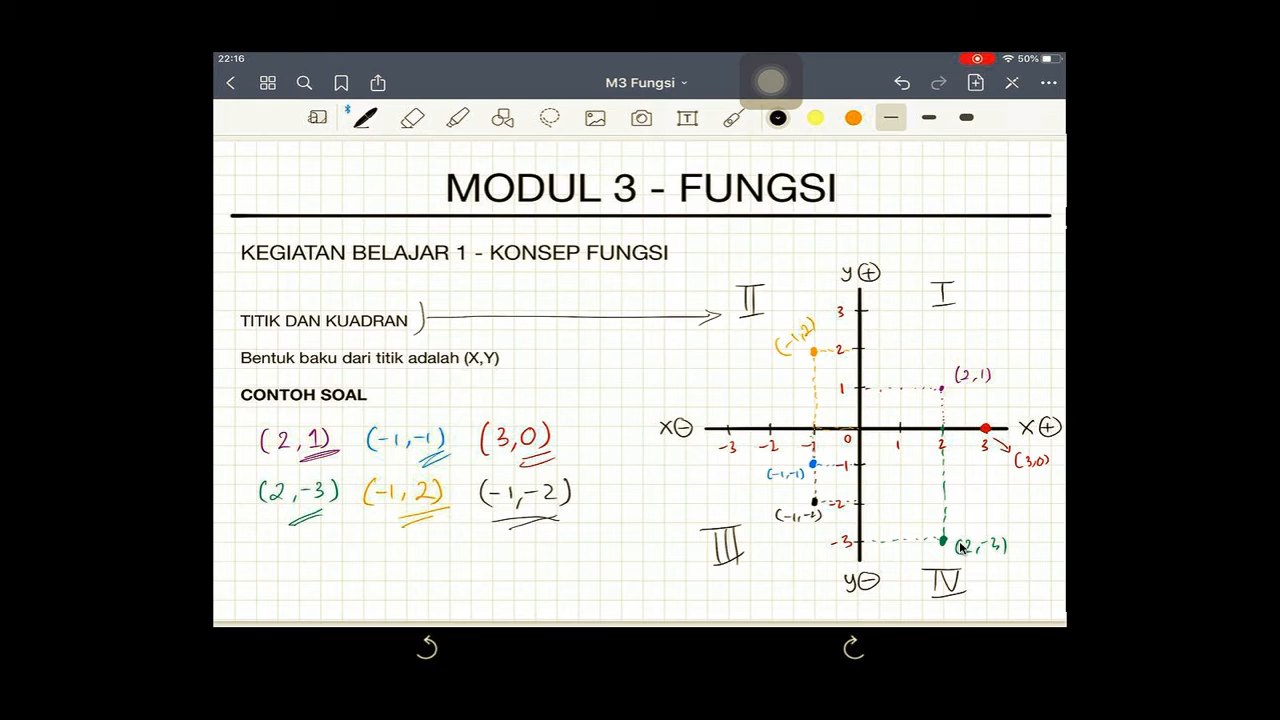 22:16
50%
M3 Fungsi
MODUL 3 - FUNGSI
KEGIATAN BELAJAR 1 - KONSEP FUNGSI
TITIK DAN KUADRAN
Bentuk baku dari titik adalah (X,Y)
CONTOH SOAL
(2,1) (-1,-1) (3,0)
(2,-3) (-1,2) (-1,-2)
y(+)
II I
3
(-1,2) 2
1 (2,1)
x(-) x(+)
-3 -2 -1 0 1 2 3
(3,0)
(-1,-1) -1
-2
(-1,-2)
III
-3 (2,-3)
y(-) IV